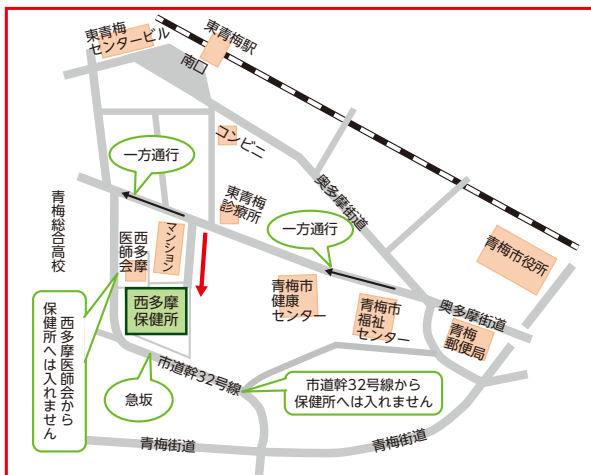 東青梅
センタービル
東青梅駅
南口
コンビニ
一方通行
東青梅
診療所
奥多摩街道
一方通行
青梅市役所
青梅総合高校
西多摩
医師会
マンション
西多摩
保健所
青梅市
健康
センター
青梅市
福祉
センター
奥多摩街道
青梅
郵便局
西多摩医師会から
保健所へは入れません
市道幹32号線
急坂
市道幹32号線から
保健所へは入れません
青梅街道
青梅街道